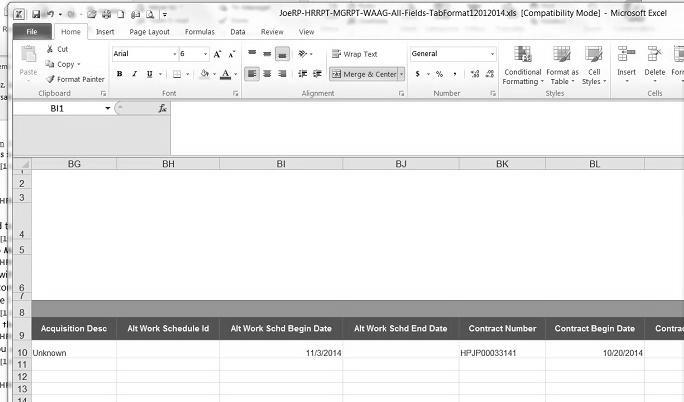 JoeRP-HRRPT-MGRPT-WAAG-All-Fields-TabFormat12012014.xls [Compatibility Mode] - Microsoft Excel
File Home Insert Page Layout Formulas Data Review View
Paste
Cut
Copy
Format Painter
Clipboard
Arial 6
B I U
Font
Wrap Text
Merge & Center
Alignment
General
$ % ,
Number
Conditional Formatting
Format as Table
Cell Styles
Styles
Insert Delete
Cells
BI1 fx
BG BH BI BJ BK BL
1
2
3
4
5
6
7
8
9 Acquisition Desc Alt Work Schedule Id Alt Work Schd Begin Date Alt Work Schd End Date Contract Number Contract Begin Date
10 Unknown 11/3/2014 HPJP00033141 10/20/2014
11
12
13
14